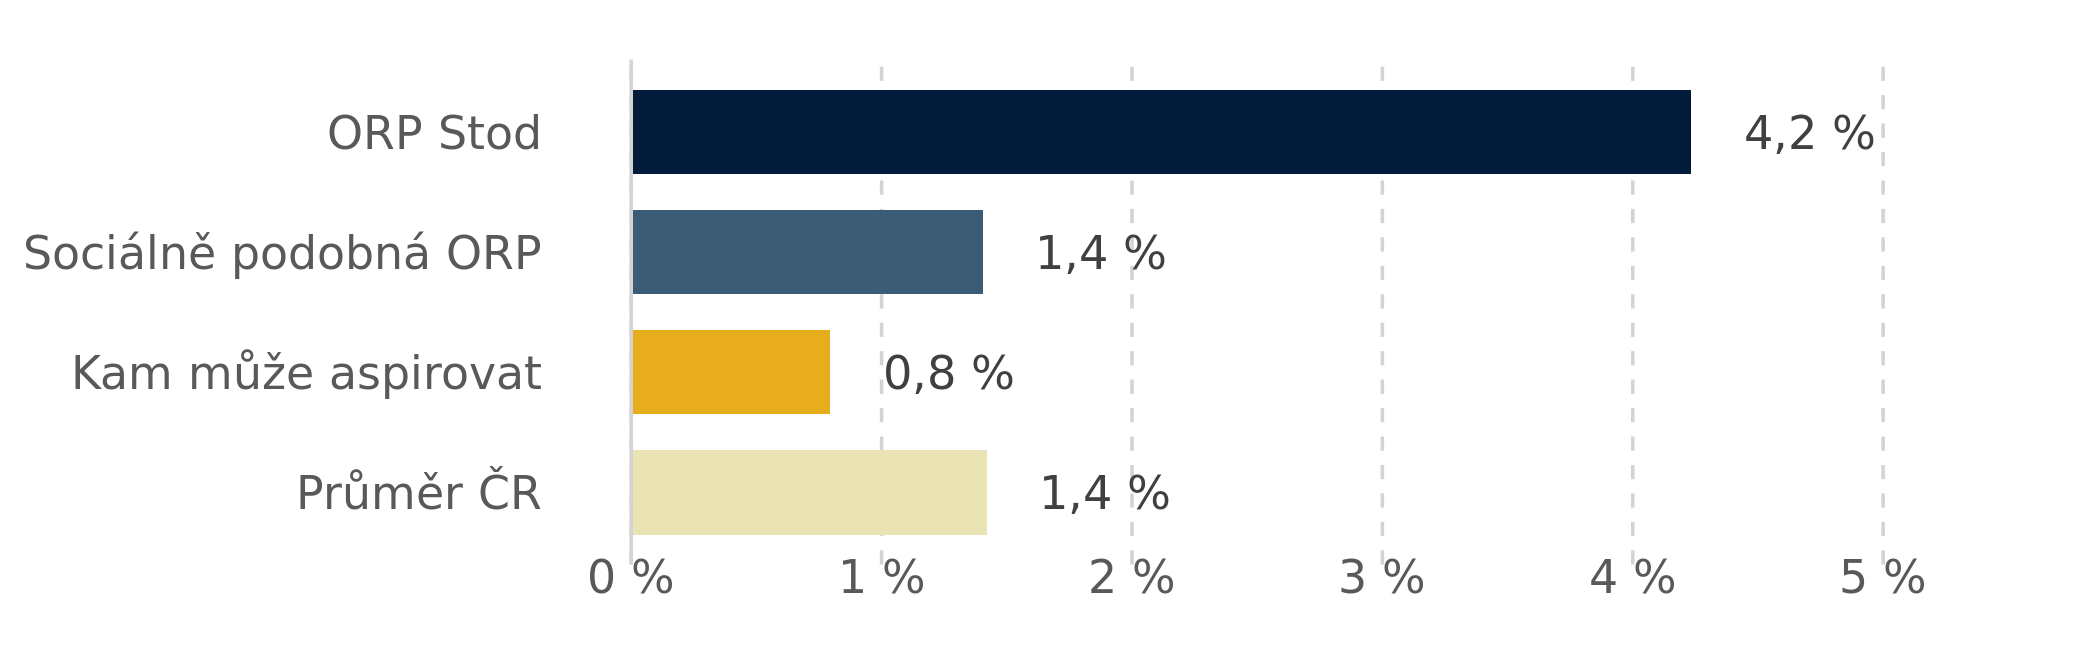 ORP Stod 4,2 %
Sociálně podobná ORP 1,4 %
Kam může aspirovat 0,8 %
Průměr ČR 1,4 %
0 % 1 % 2 % 3 % 4 % 5 %